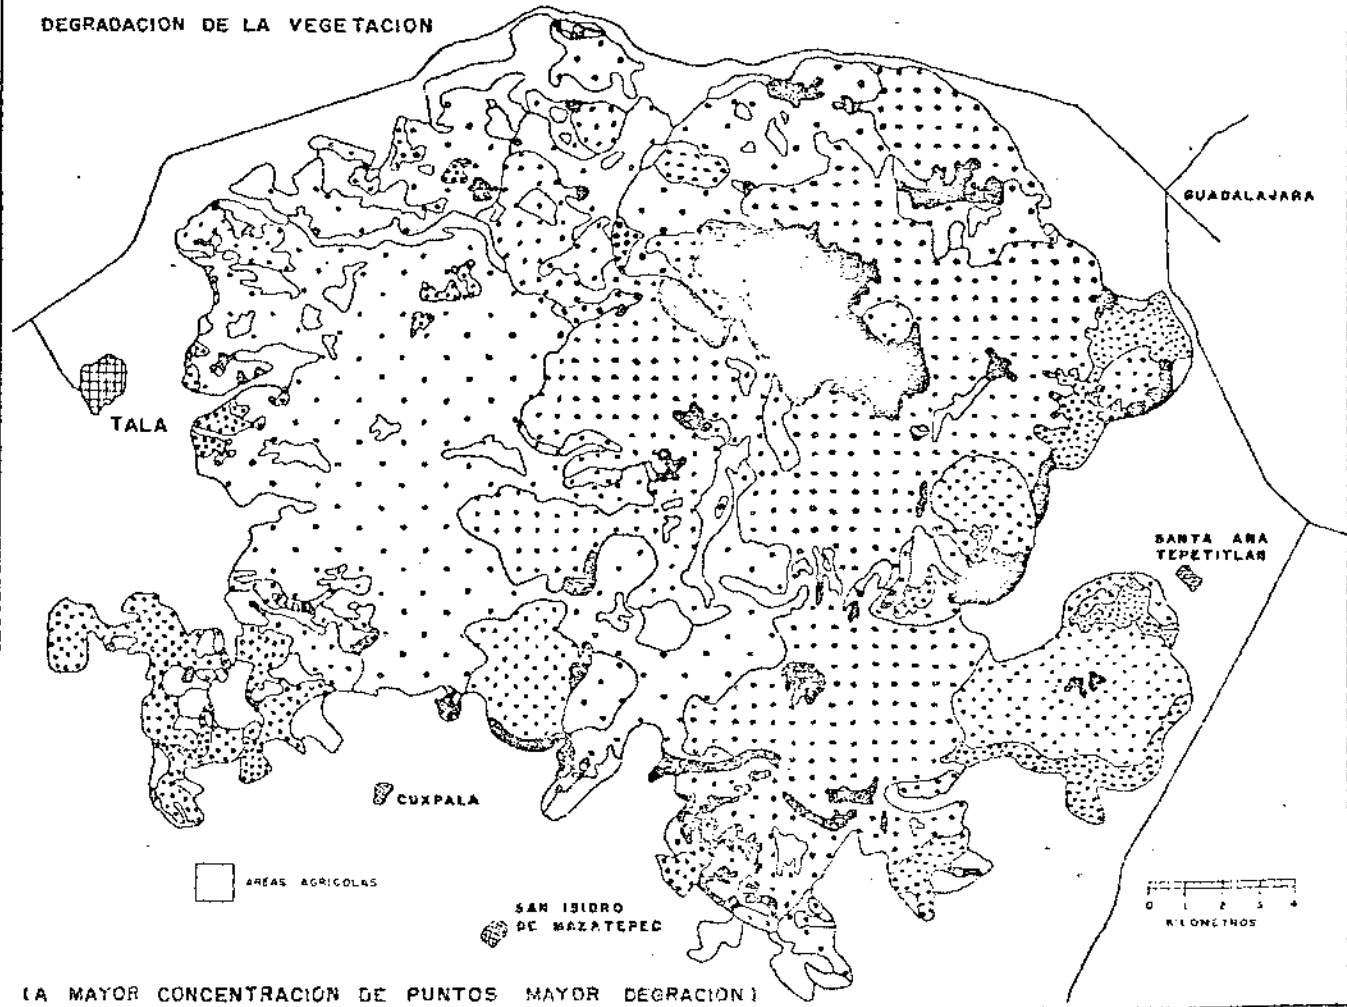 DEGRADACION DE LA VEGETACION
GUADALAJARA
TALA
SANTA ANA
TEPETITLAN
CUXPALA
AREAS AGRICOLAS
SAN ISIDRO
DE MAZATEPEC
0 1 2 3 4
KILOMETROS
(A MAYOR CONCENTRACION DE PUNTOS MAYOR DEGRACION)